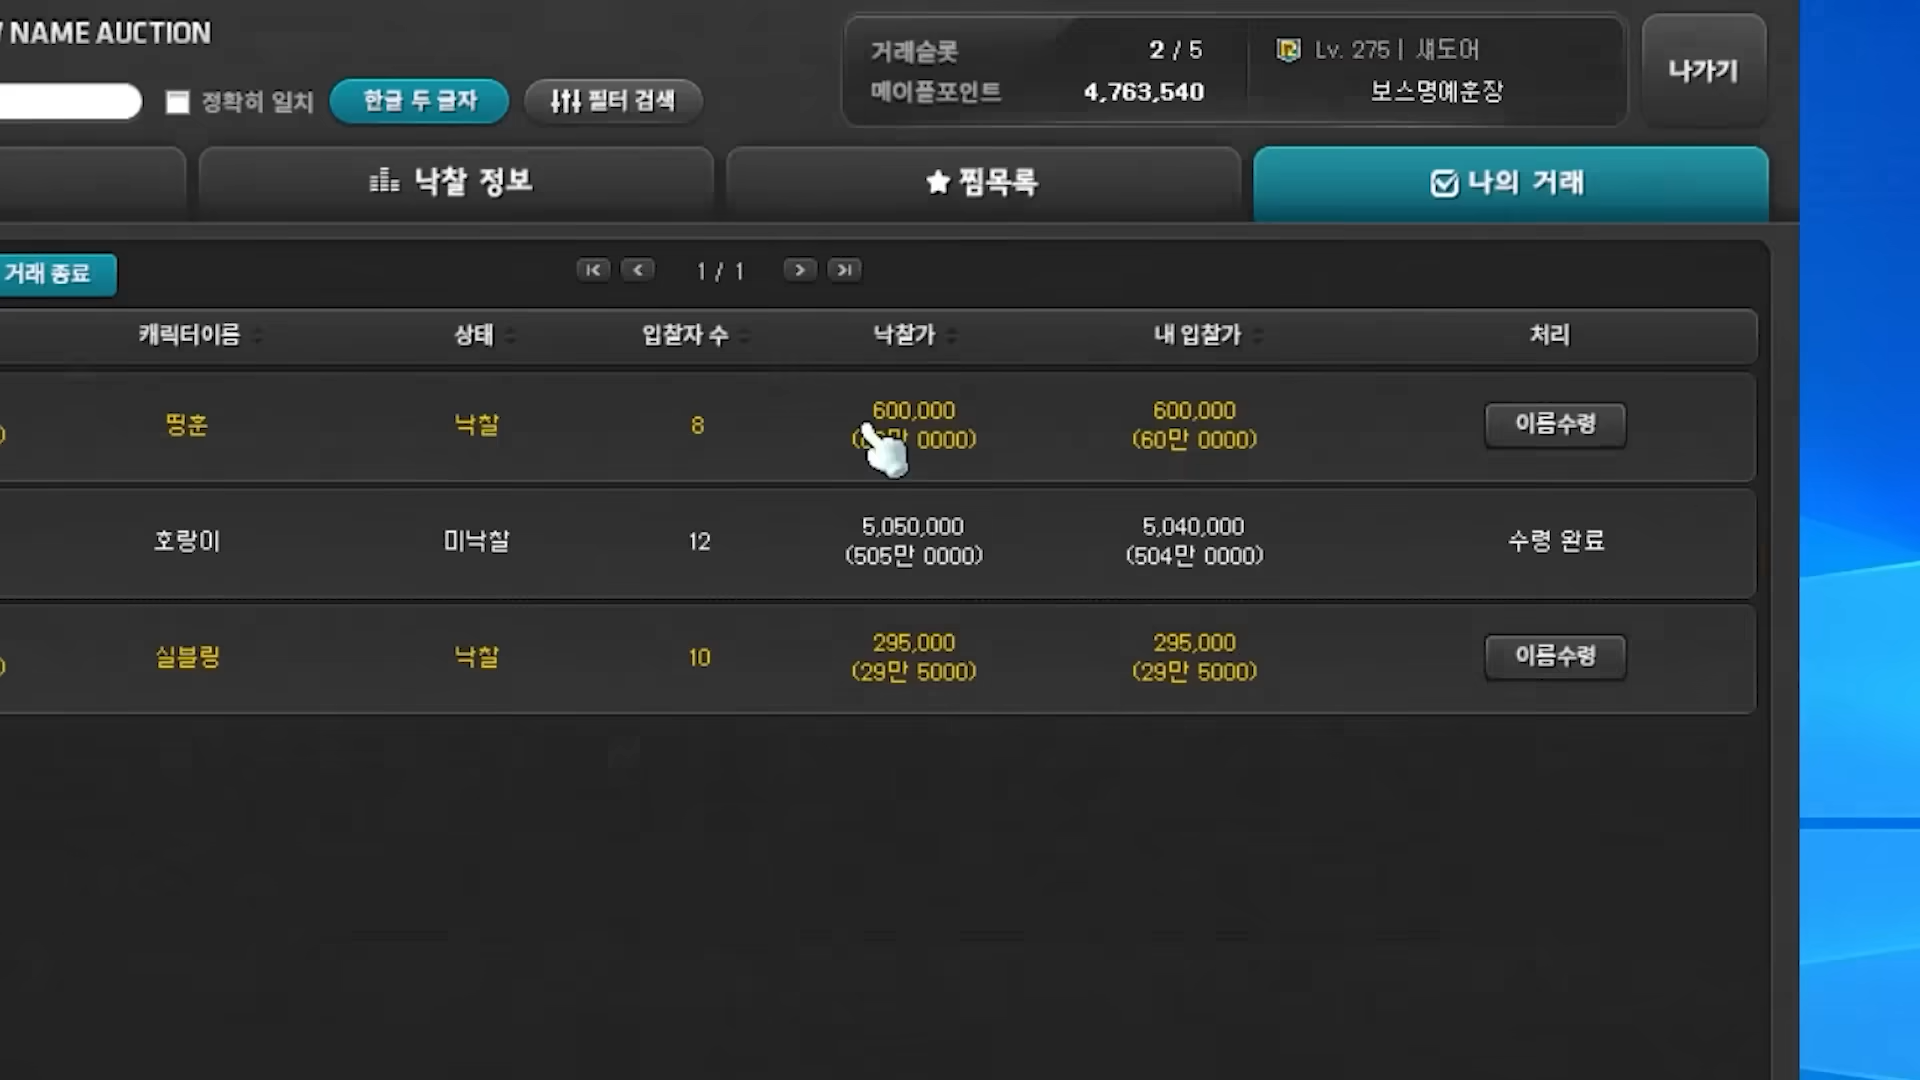 NAME AUCTION
거래슬롯 2 / 5
메이플포인트 4,763,540
Lv. 275 | 섀도어
보스명예훈장
나가기
정확히 일치 한글 두 글자 필터 검색
낙찰 정보 찜목록 나의 거래
거래 종료 1 / 1
캐릭터이름 상태 입찰자 수 낙찰가 내 입찰가 처리
띵훈 낙찰 8 600,000 600,000 이름수령
0000) (60만 0000)
호랑이 미낙찰 12 5,050,000 5,040,000 수령 완료
(505만 0000) (504만 0000)
실블링 낙찰 10 295,000 295,000 이름수령
(29만 5000) (29만 5000)